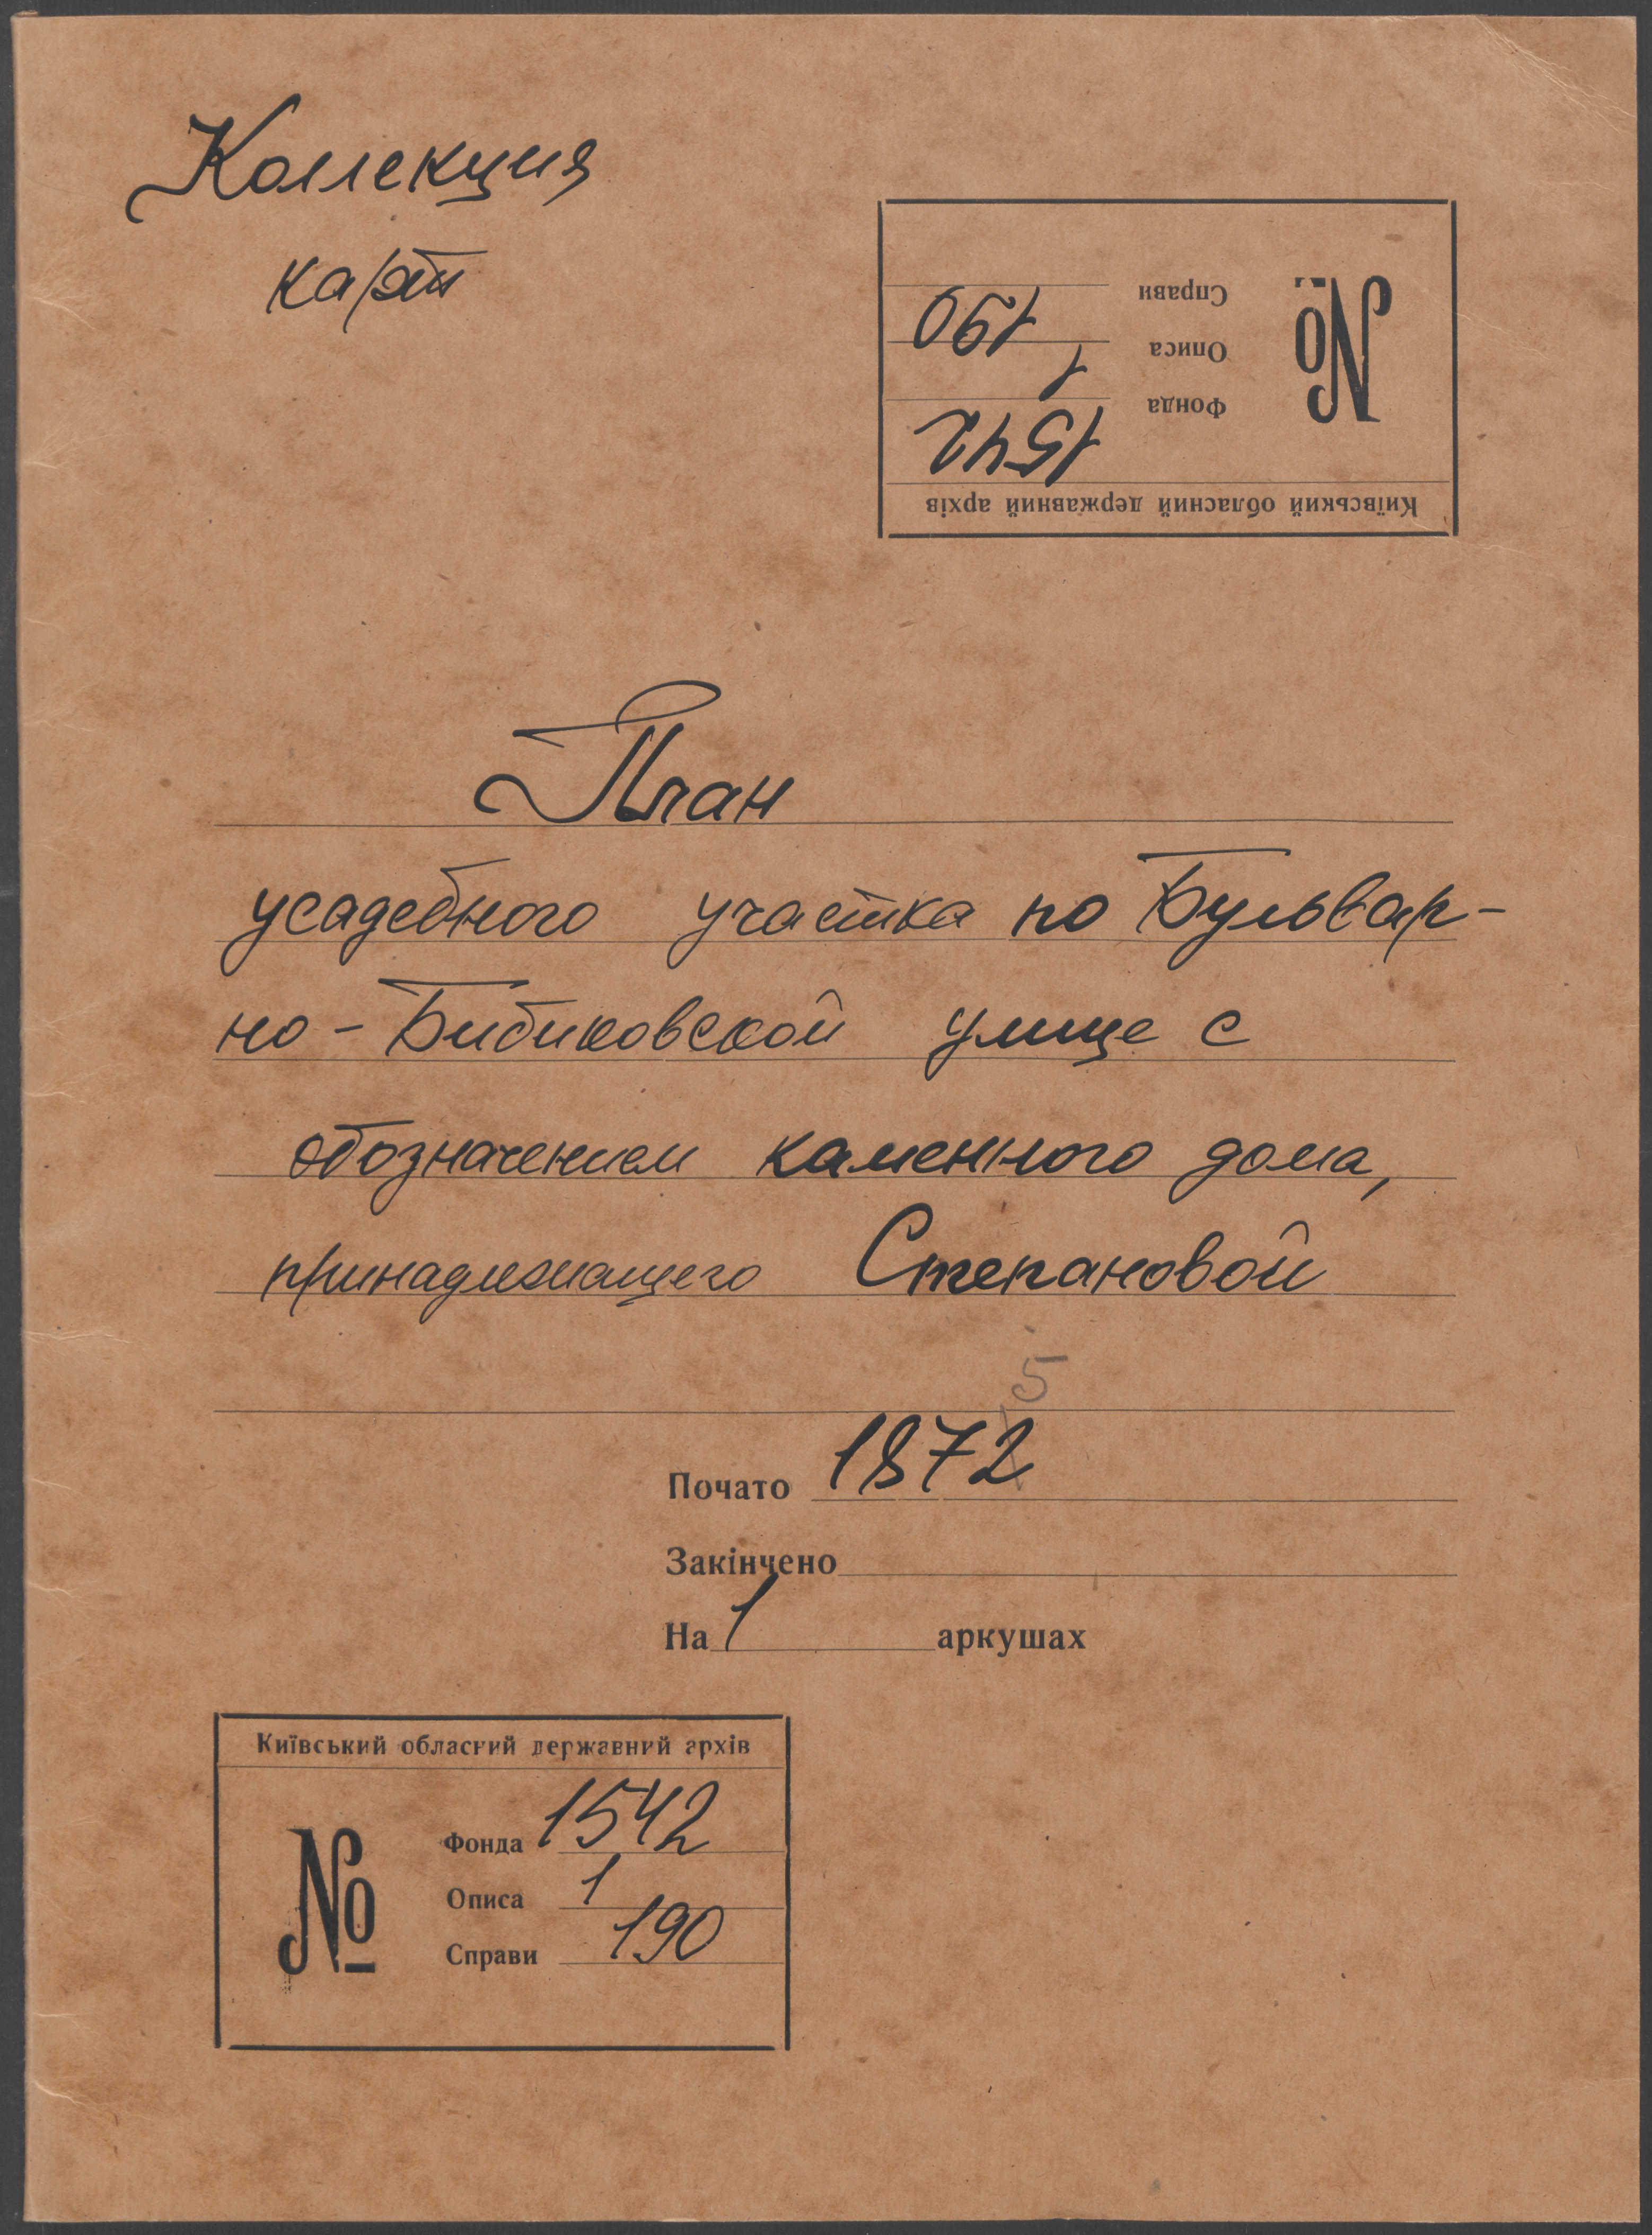 Коллекция
карт
Київський обласний державний архів
№
Фонда 1542
Описа 1
Справи 190
План
усадебного участка по Бульвар-
но-Бибиковской улице с
обозначением каменного дома,
принадлежащего Степановой
5
Почато 1872
Закінчено
На 1 аркушах
Київський обласний державний архів
№
Фонда 1542
Описа 1
Справи 190